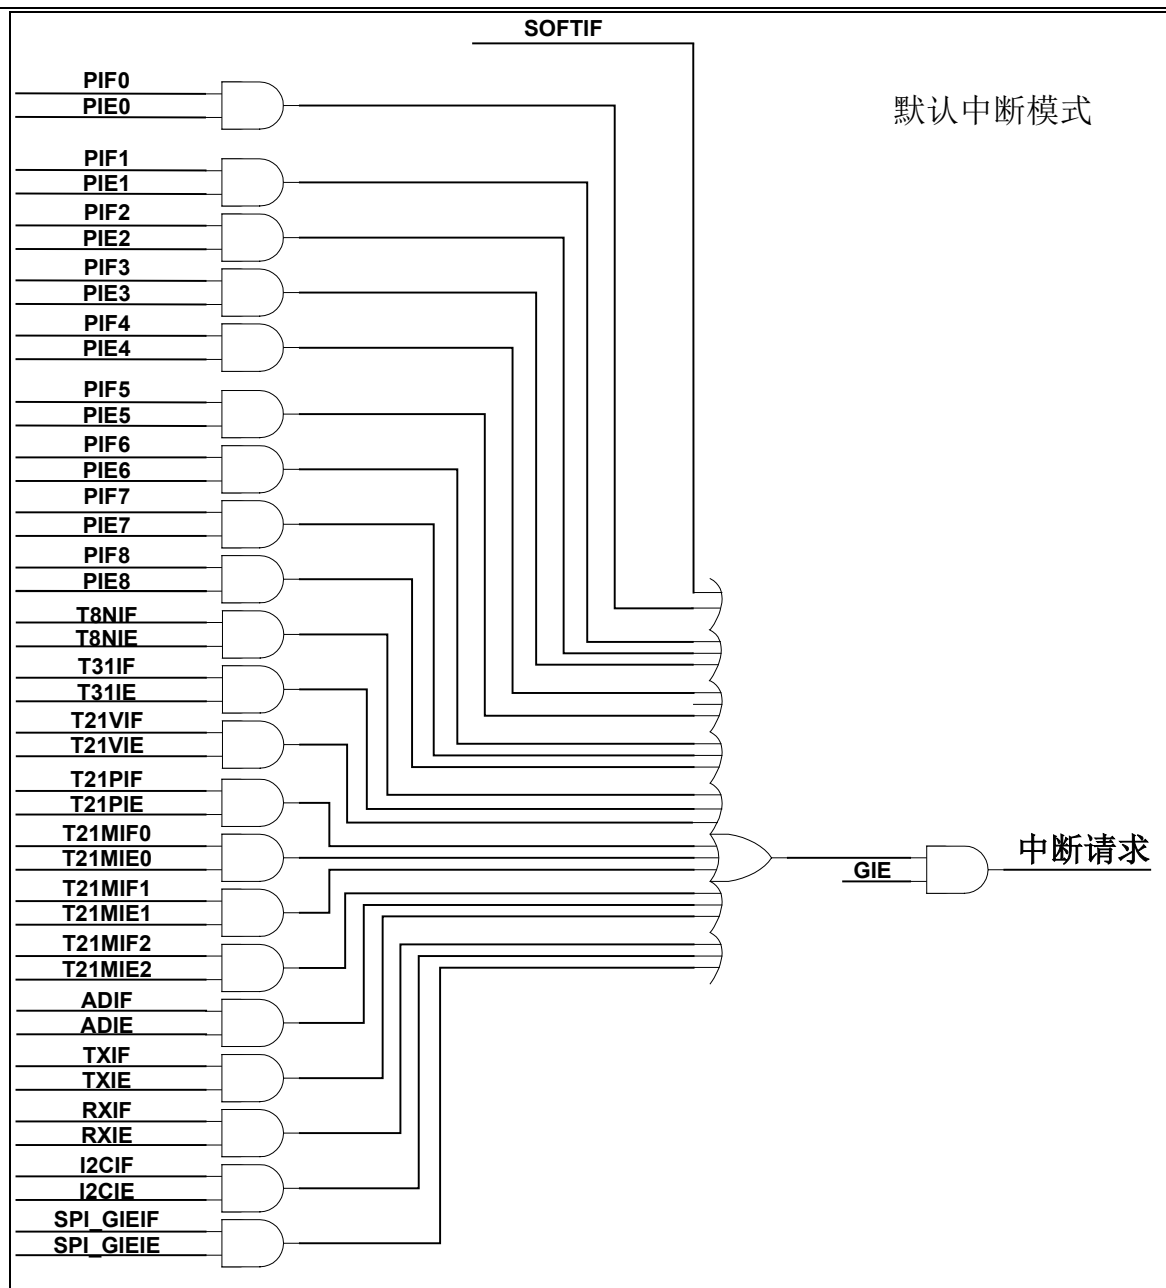 SOFTIF
默认中断模式
PIF0
PIE0
PIF1
PIE1
PIF2
PIE2
PIF3
PIE3
PIF4
PIE4
PIF5
PIE5
PIF6
PIE6
PIF7
PIE7
PIF8
PIE8
T8NIF
T8NIE
T31IF
T31IE
T21VIF
T21VIE
T21PIF
T21PIE
T21MIF0
T21MIE0
T21MIF1
T21MIE1
T21MIF2
T21MIE2
ADIF
ADIE
TXIF
TXIE
RXIF
RXIE
I2CIF
I2CIE
SPI_GIEIF
SPI_GIEIE
GIE
中断请求